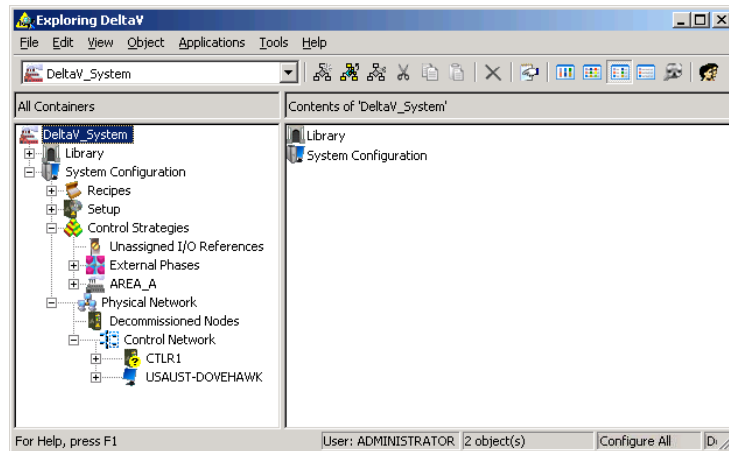 Exploring DeltaV
File Edit View Object Applications Tools Help
DeltaV_System
All Containers
Contents of 'DeltaV_System'
DeltaV_System
Library
System Configuration
Recipes
Setup
Control Strategies
Unassigned I/O References
External Phases
AREA_A
Physical Network
Decommissioned Nodes
Control Network
CTLR1
USAUST-DOVEHAWK
Library
System Configuration
For Help, press F1
User: ADMINISTRATOR 2 object(s) Configure All